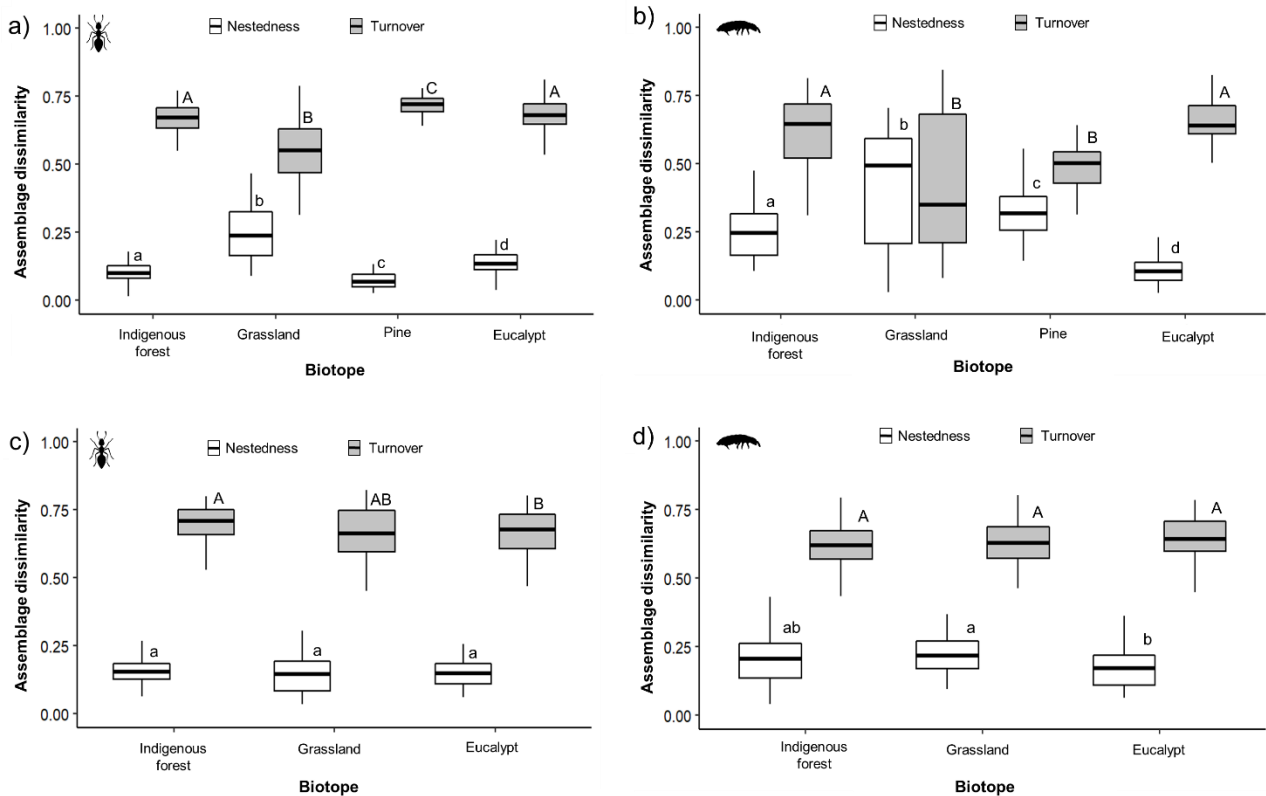 a)
Nestedness
Turnover
Assemblage dissimilarity
1.00
0.75
0.50
0.25
0.00
A
B
C
A
a
b
c
d
Indigenous
forest
Grassland
Pine
Eucalypt
Biotope
b)
Nestedness
Turnover
Assemblage dissimilarity
1.00
0.75
0.50
0.25
0.00
A
B
B
A
a
b
c
d
Indigenous
forest
Grassland
Pine
Eucalypt
Biotope
c)
Nestedness
Turnover
Assemblage dissimilarity
1.00
0.75
0.50
0.25
0.00
A
AB
B
a
a
a
Indigenous
forest
Grassland
Eucalypt
Biotope
d)
Nestedness
Turnover
Assemblage dissimilarity
1.00
0.75
0.50
0.25
0.00
A
A
A
ab
a
b
Indigenous
forest
Grassland
Eucalypt
Biotope